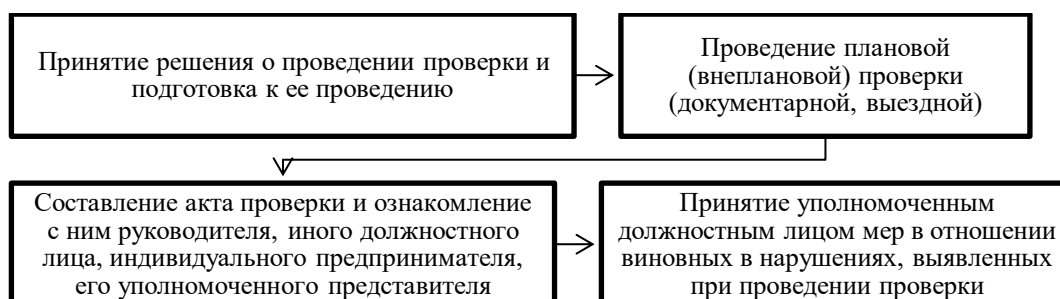 Принятие решения о проведении проверки и
подготовка к ее проведению
Проведение плановой
(внеплановой) проверки
(документарной, выездной)
Составление акта проверки и ознакомление
с ним руководителя, иного должностного
лица, индивидуального предпринимателя,
его уполномоченного представителя
Принятие уполномоченным
должностным лицом мер в отношении
виновных в нарушениях, выявленных
при проведении проверки